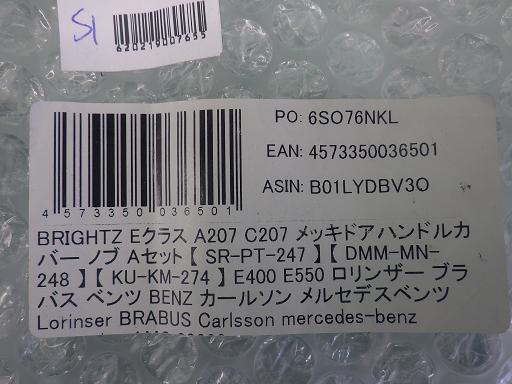 S1
620219007655
PO: 6SO76NKL
EAN: 4573350036501
ASIN: B01LYDBV3O
4 573350 036501
BRIGHTZ Eクラス A207 C207 メッキドアハンドルカ
バー ノブ Aセット【 SR-PT-247 】【 DMM-MN-
248 】【 KU-KM-274 】 E400 E550 ロリンザー ブラ
バス ベンツ BENZ カールソン メルセデスベンツ
Lorinser BRABUS Carlsson mercedes-benz